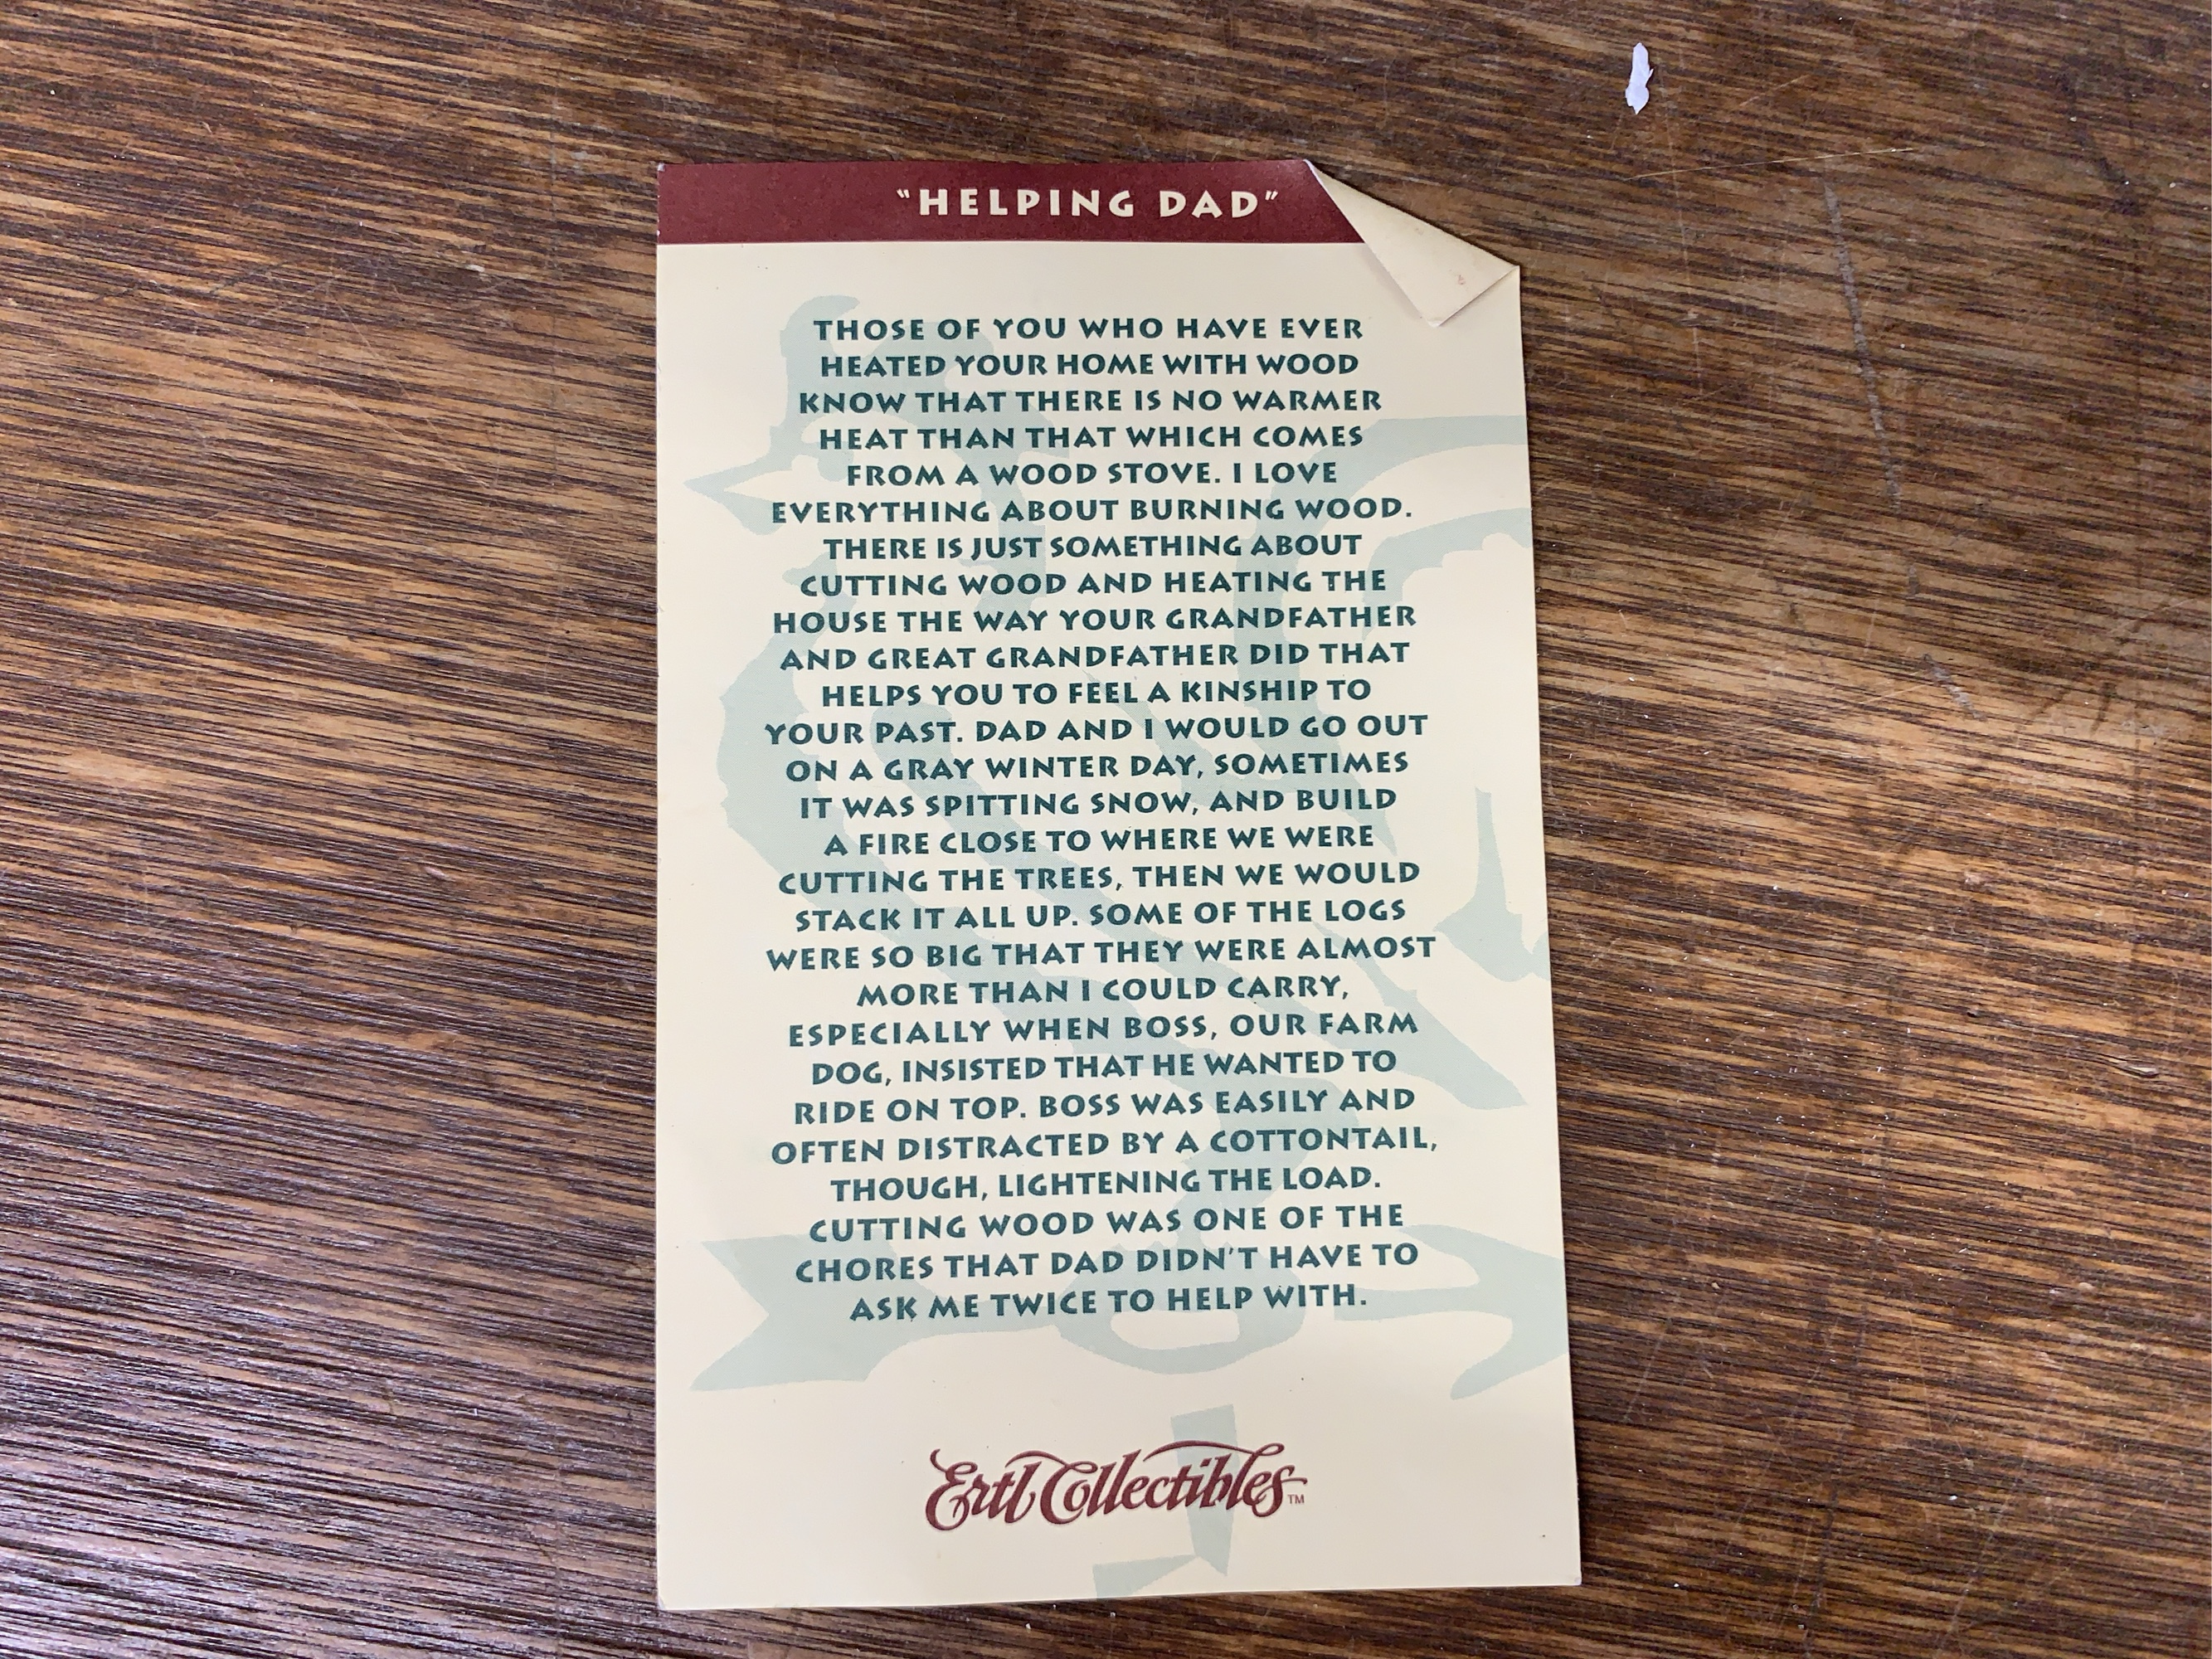 "HELPING DAD"
THOSE OF YOU WHO HAVE EVER
HEATED YOUR HOME WITH WOOD
KNOW THAT THERE IS NO WARMER
HEAT THAN THAT WHICH COMES
FROM A WOOD STOVE. I LOVE
EVERYTHING ABOUT BURNING WOOD.
THERE IS JUST SOMETHING ABOUT
CUTTING WOOD AND HEATING THE
HOUSE THE WAY YOUR GRANDFATHER
AND GREAT GRANDFATHER DID THAT
HELPS YOU TO FEEL A KINSHIP TO
YOUR PAST. DAD AND I WOULD GO OUT
ON A GRAY WINTER DAY, SOMETIMES
IT WAS SPITTING SNOW, AND BUILD
A FIRE CLOSE TO WHERE WE WERE
CUTTING THE TREES, THEN WE WOULD
STACK IT ALL UP. SOME OF THE LOGS
WERE SO BIG THAT THEY WERE ALMOST
MORE THAN I COULD CARRY,
ESPECIALLY WHEN BOSS, OUR FARM
DOG, INSISTED THAT HE WANTED TO
RIDE ON TOP. BOSS WAS EASILY AND
OFTEN DISTRACTED BY A COTTONTAIL,
THOUGH, LIGHTENING THE LOAD.
CUTTING WOOD WAS ONE OF THE
CHORES THAT DAD DIDN'T HAVE TO
ASK ME TWICE TO HELP WITH.
Ertl Collectibles™